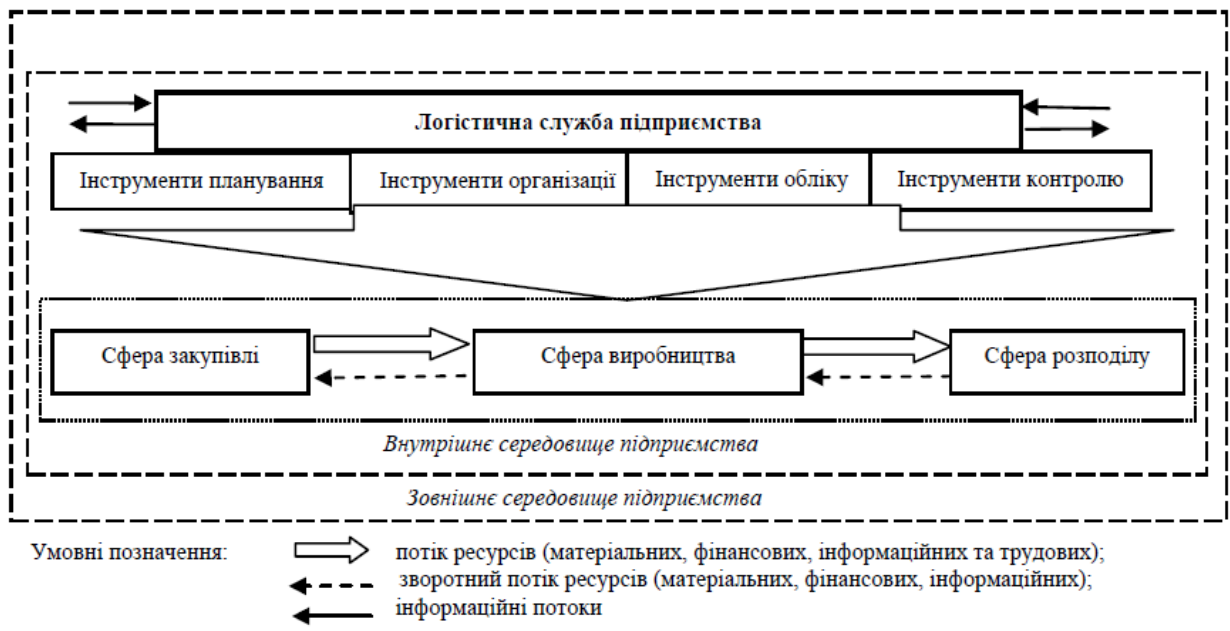 Логістична служба підприємства
Інструменти планування
Інструменти організації
Інструменти обліку
Інструменти контролю
Сфера закупівлі
Сфера виробництва
Сфера розподілу
Внутрішнє середовище підприємства
Зовнішнє середовище підприємства
Умовні позначення:
потік ресурсів (матеріальних, фінансових, інформаційних та трудових);
зворотний потік ресурсів (матеріальних, фінансових, інформаційних);
інформаційні потоки